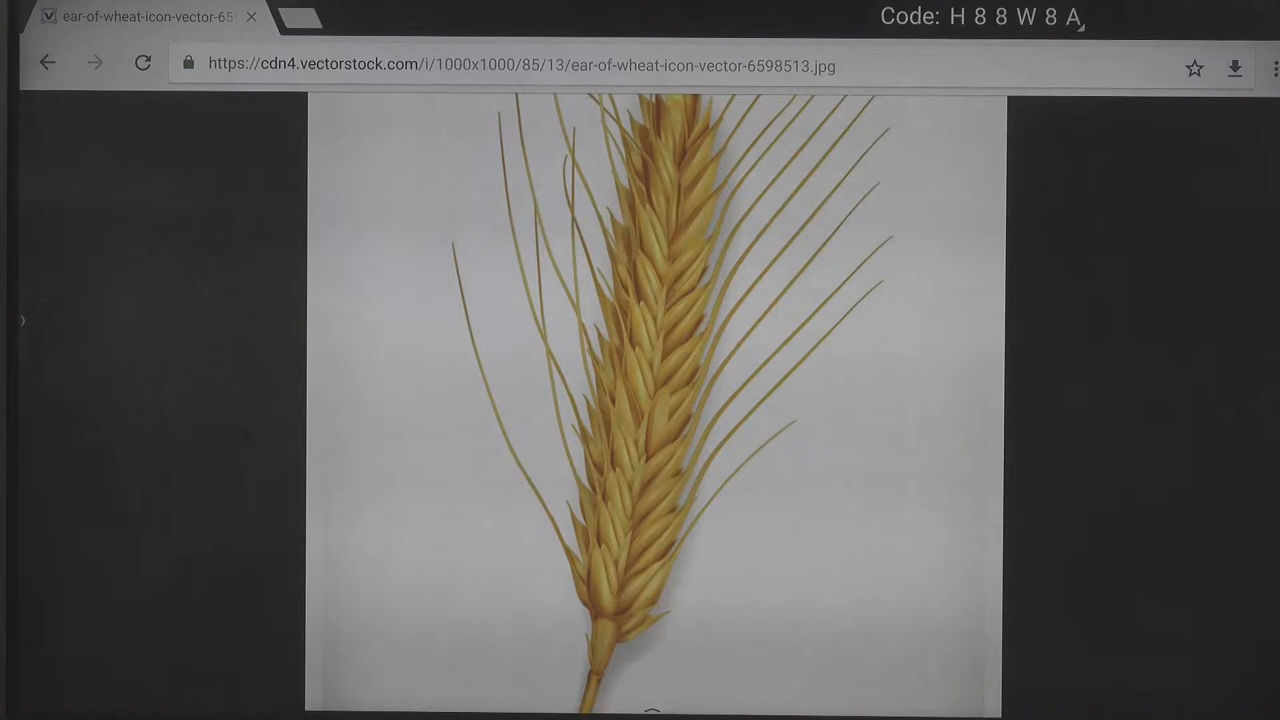 ear-of-wheat-icon-vector-659
Code: H 8 8 W 8 A
https://cdn4.vectorstock.com/i/1000x1000/85/13/ear-of-wheat-icon-vector-6598513.jpg